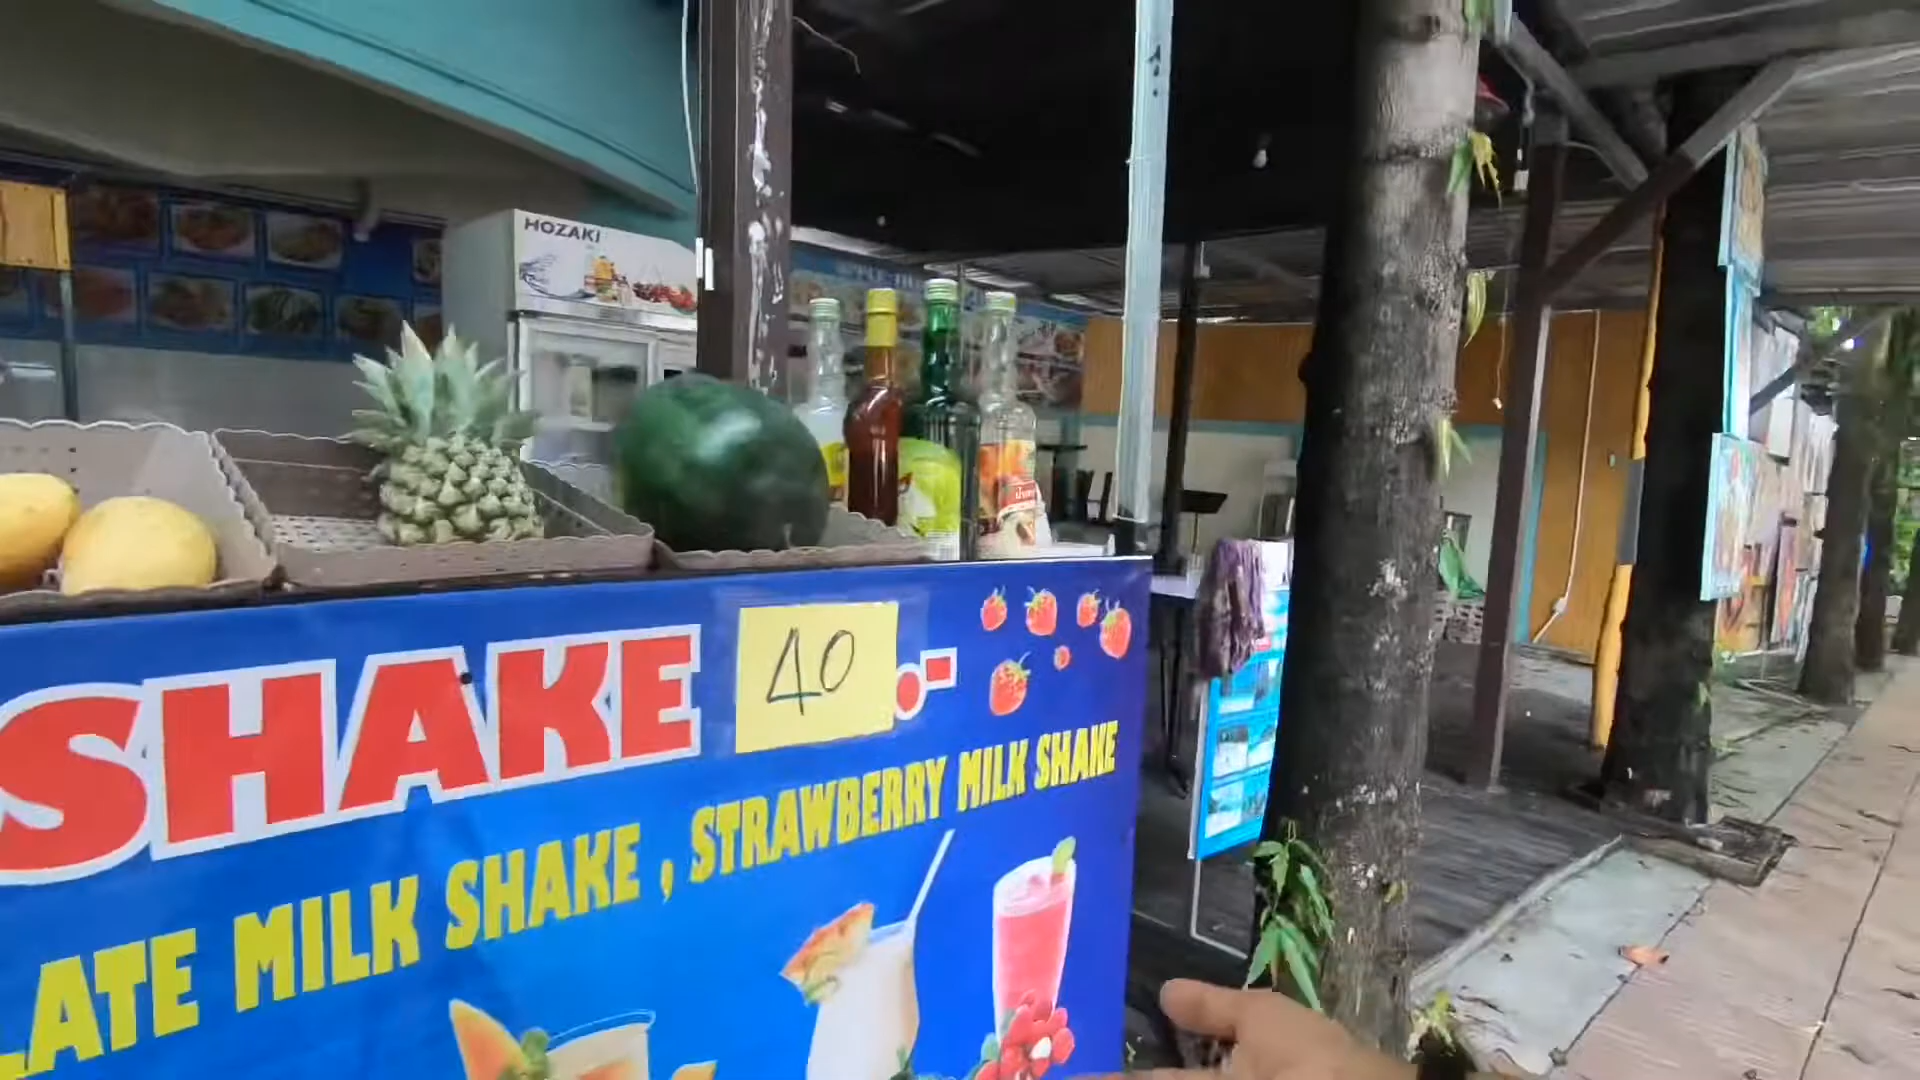 HOZAKI
SHAKE 40 .-
LATE MILK SHAKE , STRAWBERRY MILK SHAKE